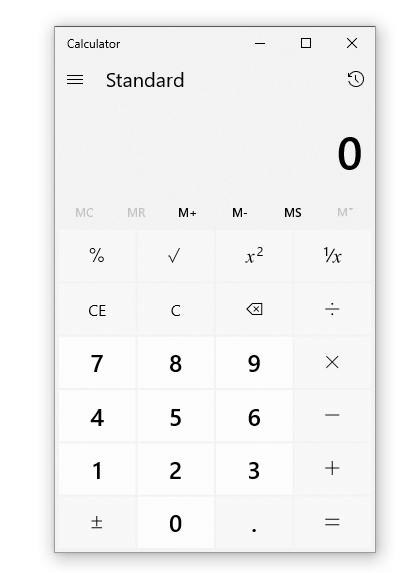 Calculator
Standard
0
MC MR M+ M- MS M˅
% √ x² ¹/x
CE C ÷
7 8 9 ×
4 5 6 −
1 2 3 +
± 0 . =